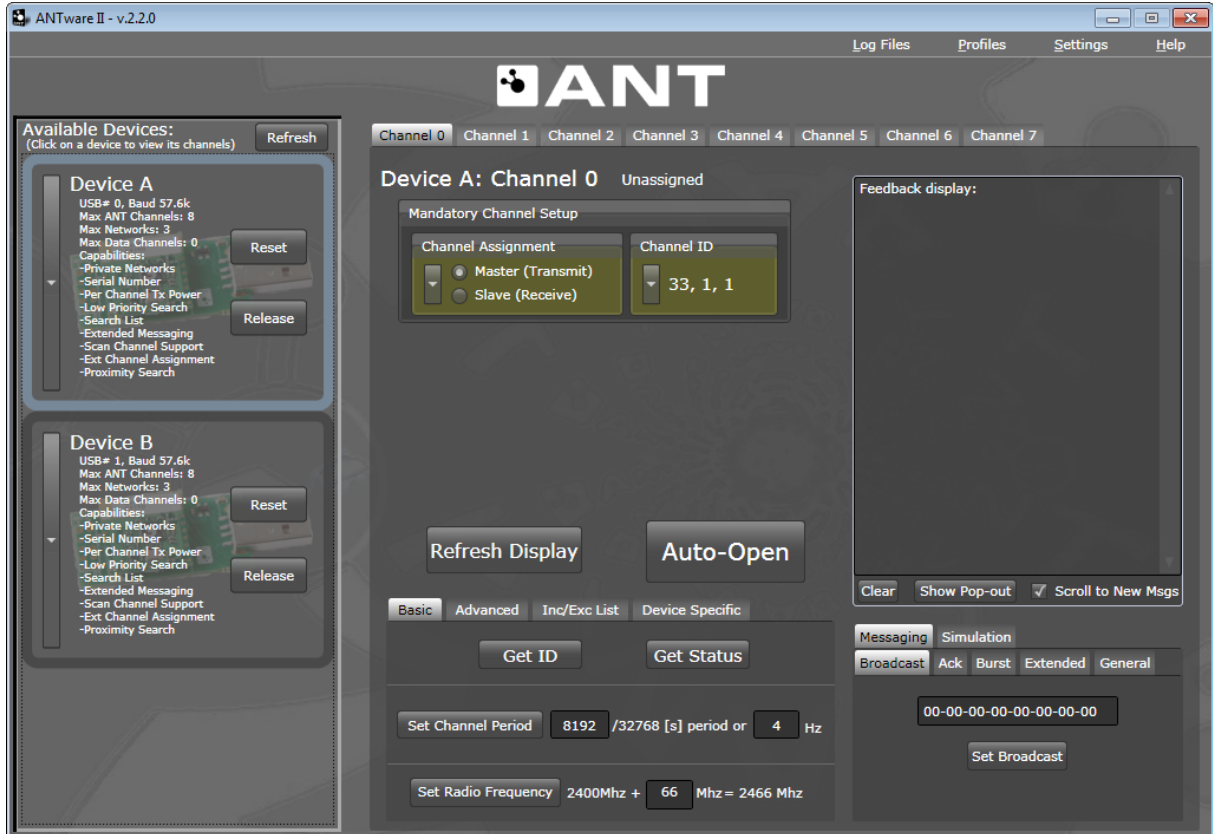 ANTware II - v.2.2.0
Log Files Profiles Settings Help
ANT
Available Devices:
(Click on a device to view its channels)
Refresh
Device A
USB# 0, Baud 57.6k
Max ANT Channels: 8
Max Networks: 3
Max Data Channels: 0
Capabilities:
-Private Networks
-Serial Number
-Per Channel Tx Power
-Low Priority Search
-Search List
-Extended Messaging
-Scan Channel Support
-Ext Channel Assignment
-Proximity Search
Reset
Release
Device B
USB# 1, Baud 57.6k
Max ANT Channels: 8
Max Networks: 3
Max Data Channels: 0
Capabilities:
-Private Networks
-Serial Number
-Per Channel Tx Power
-Low Priority Search
-Search List
-Extended Messaging
-Scan Channel Support
-Ext Channel Assignment
-Proximity Search
Reset
Release
Channel 0 Channel 1 Channel 2 Channel 3 Channel 4 Channel 5 Channel 6 Channel 7
Device A: Channel 0 Unassigned
Mandatory Channel Setup
Channel Assignment
Master (Transmit)
Slave (Receive)
Channel ID
33, 1, 1
Refresh Display
Auto-Open
Basic Advanced Inc/Exc List Device Specific
Get ID Get Status
Set Channel Period 8192 /32768 [s] period or 4 Hz
Set Radio Frequency 2400Mhz + 66 Mhz= 2466 Mhz
Feedback display:
Clear Show Pop-out Scroll to New Msgs
Messaging Simulation
Broadcast Ack Burst Extended General
00-00-00-00-00-00-00-00
Set Broadcast